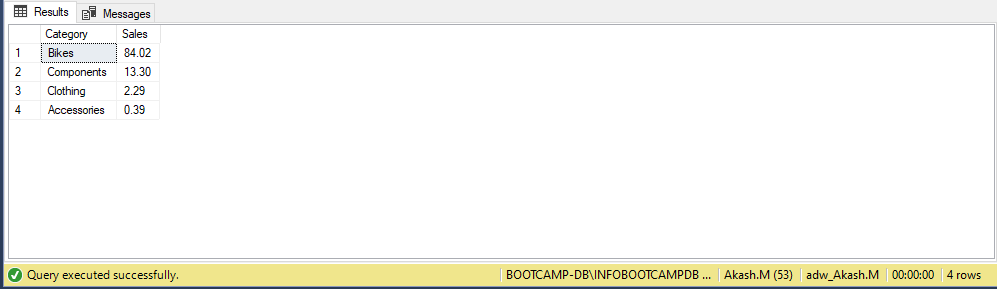 Results Messages
Category Sales
1 Bikes 84.02
2 Components 13.30
3 Clothing 2.29
4 Accessories 0.39
Query executed successfully. BOOTCAMP-DB\INFOBOOTCAMPDB ... Akash.M (53) adw_Akash.M 00:00:00 4 rows